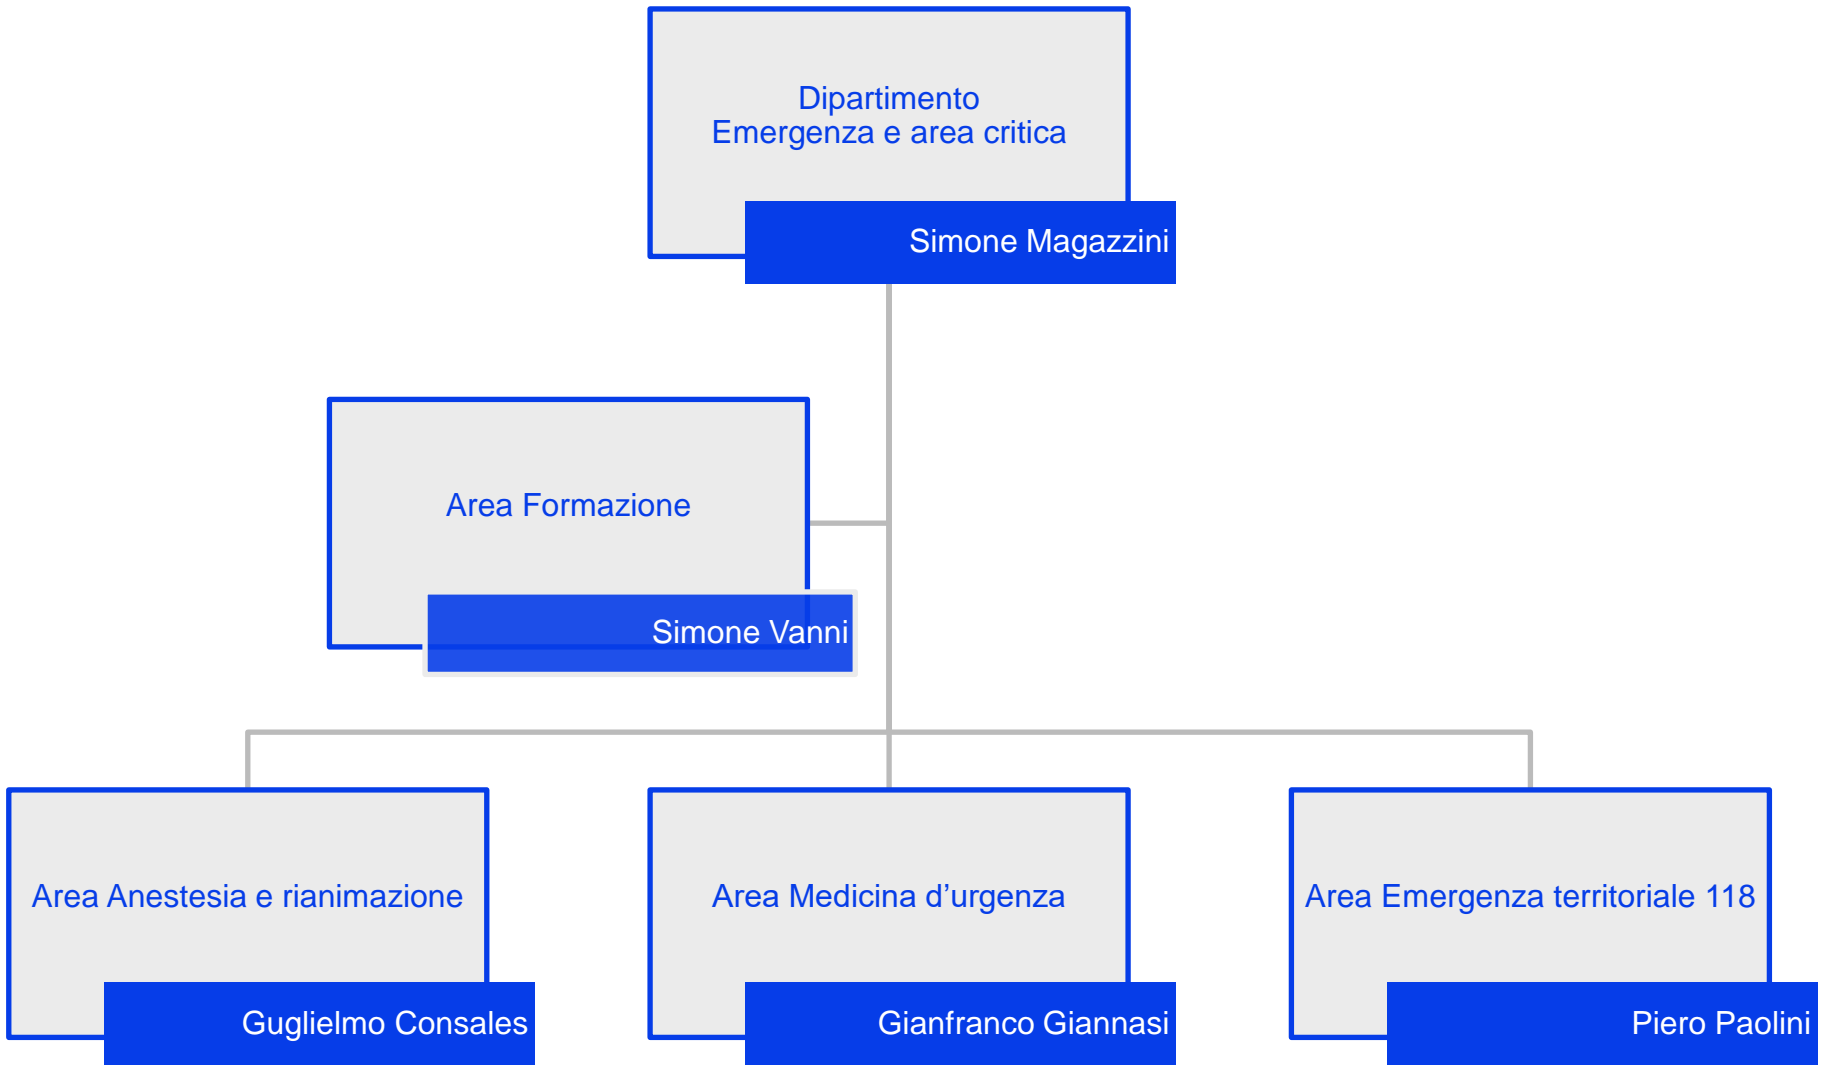 Dipartimento
Emergenza e area critica
Simone Magazzini
Area Formazione
Simone Vanni
Area Anestesia e rianimazione
Guglielmo Consales
Area Medicina d’urgenza
Gianfranco Giannasi
Area Emergenza territoriale 118
Piero Paolini